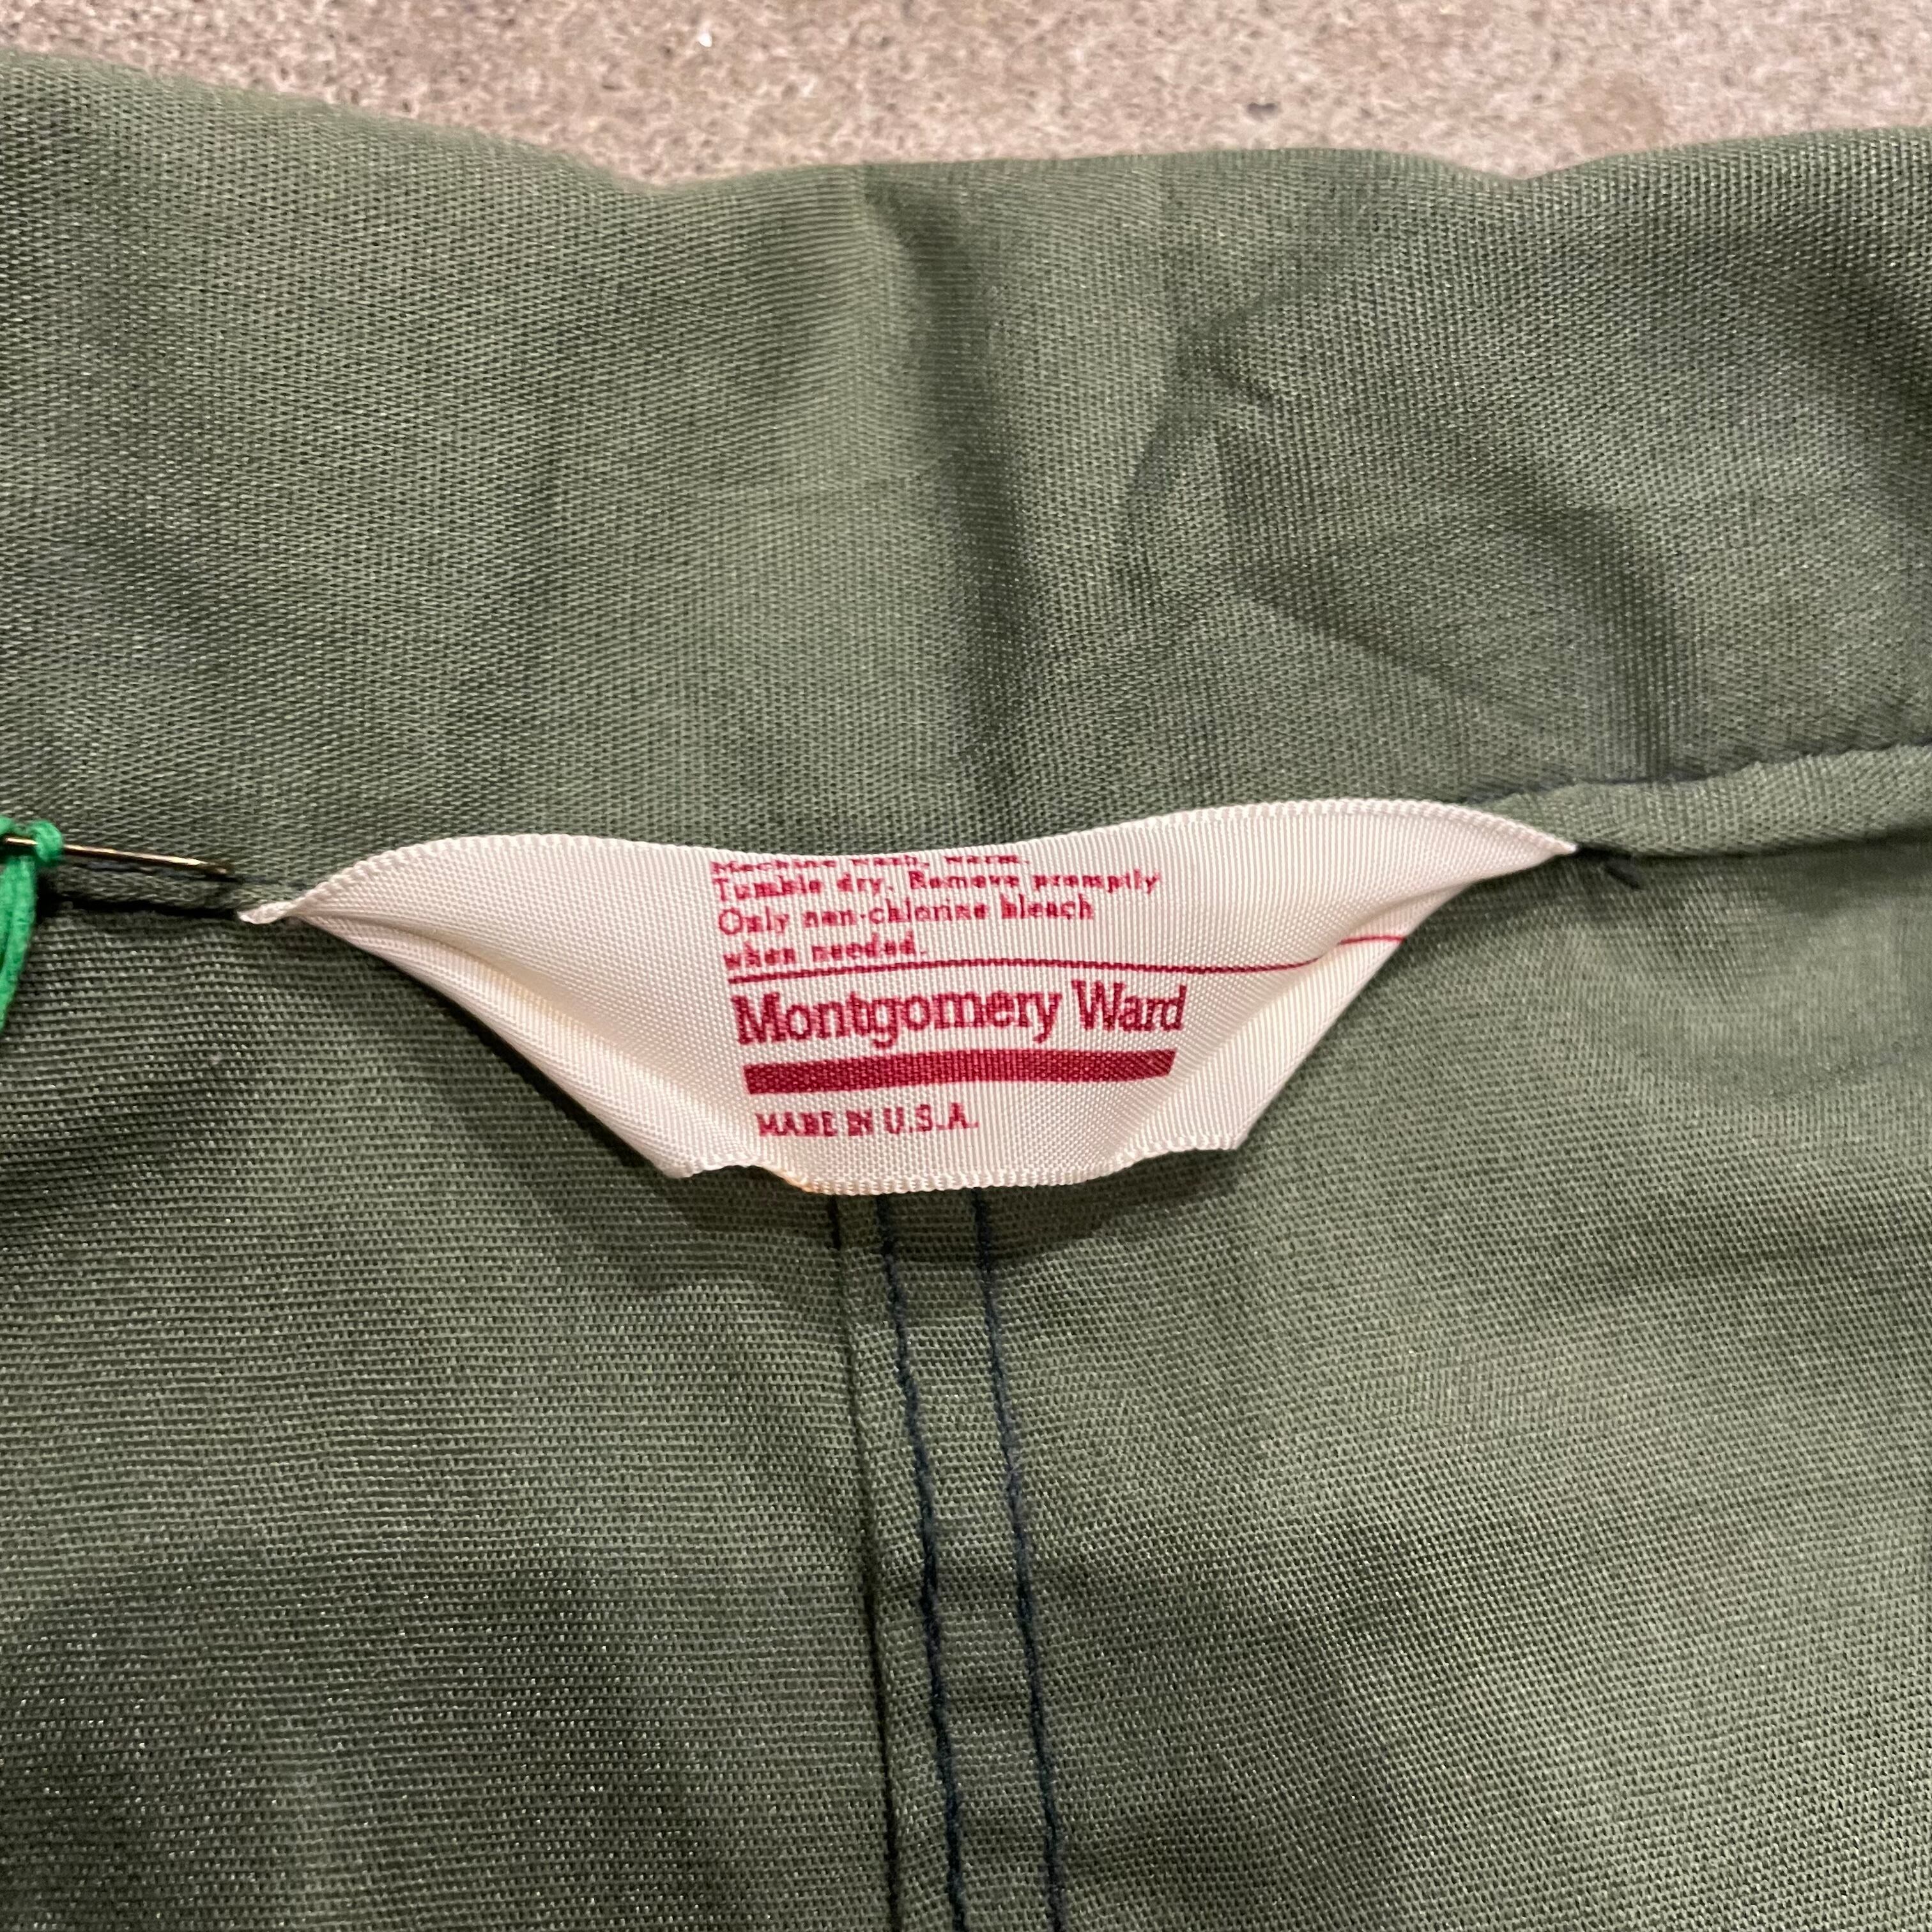 Machine wash, warm.
Tumble dry. Remove promptly
Only non-chlorine bleach
when needed.
Montgomery Ward
MADE IN U.S.A.